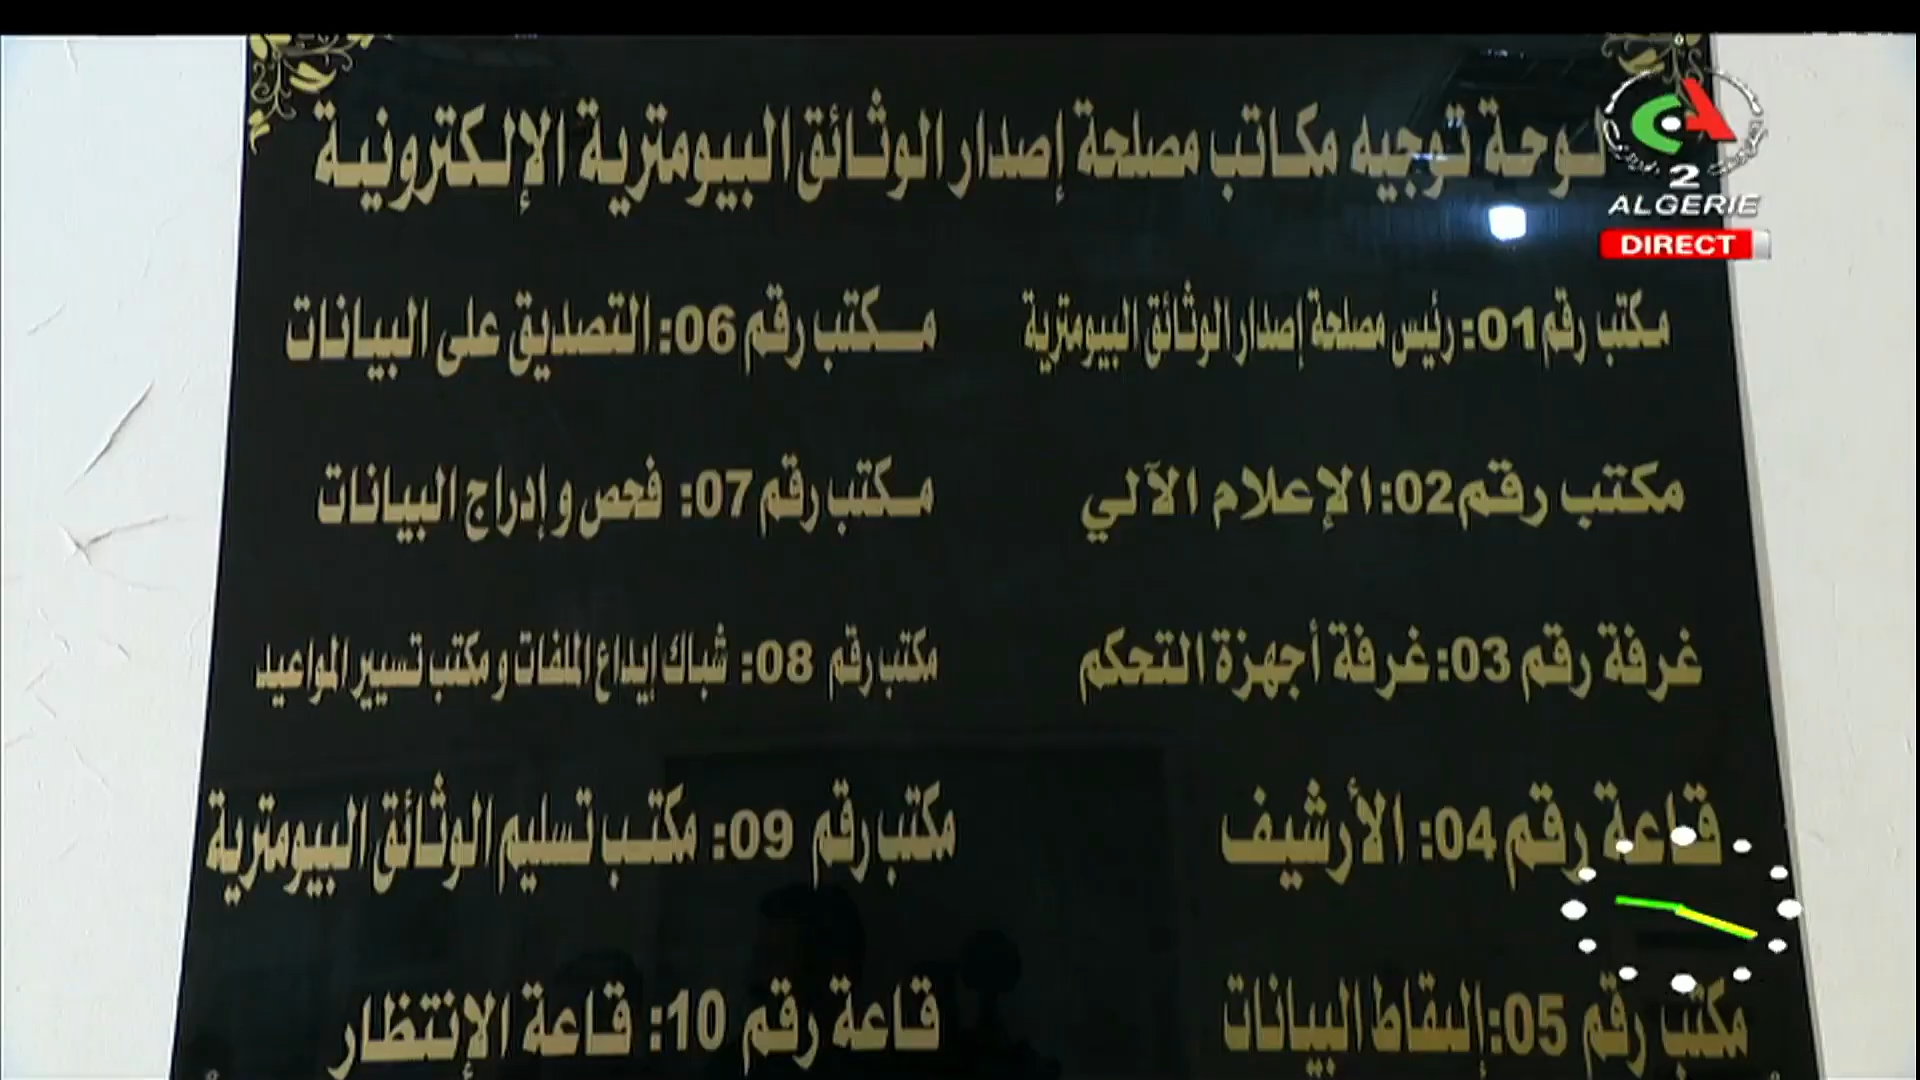 لوحة توجيه مكاتب مصلحة إصدار الوثائق البيومترية الإلكترونية
2
ALGERIE
DIRECT
مكتب رقم 01: رئيس مصلحة إصدار الوثائق البيومترية
مكتب رقم 02: الإعلام الآلي
غرفة رقم 03: غرفة أجهزة التحكم
قاعة رقم 04: الأرشيف
مكتب رقم 05: إلتقاط البيانات
مكتب رقم 06: التصديق على البيانات
مكتب رقم 07: فحص و إدراج البيانات
مكتب رقم 08: شباك إيداع الملفات و مكتب تسيير المواعيد
مكتب رقم 09: مكتب تسليم الوثائق البيومترية
قاعة رقم 10: قاعة الإنتظار